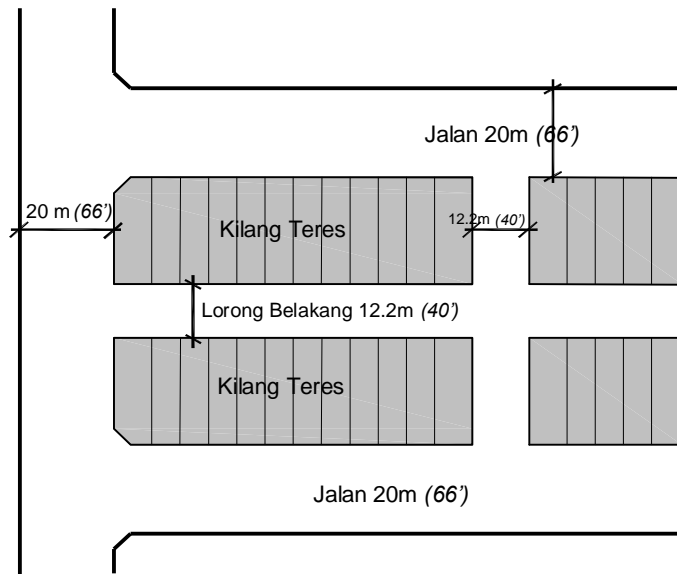 Jalan 20m (66’)
20 m (66’)
Kilang Teres
12.2m (40’)
Lorong Belakang 12.2m (40’)
Kilang Teres
Jalan 20m (66’)